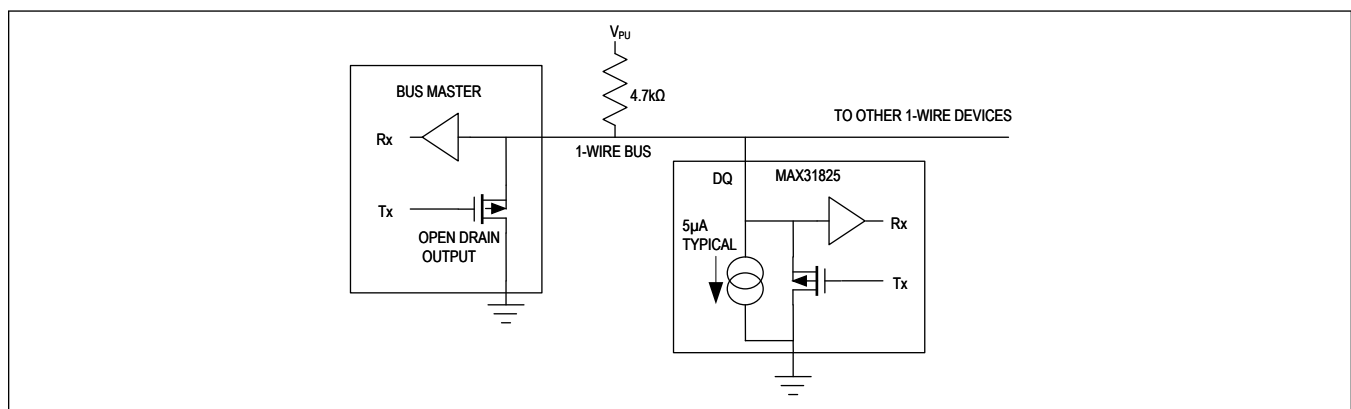 VPU
4.7kΩ
BUS MASTER
Rx
Tx
OPEN DRAIN
OUTPUT
1-WIRE BUS
TO OTHER 1-WIRE DEVICES
DQ
MAX31825
5µA
TYPICAL
Rx
Tx